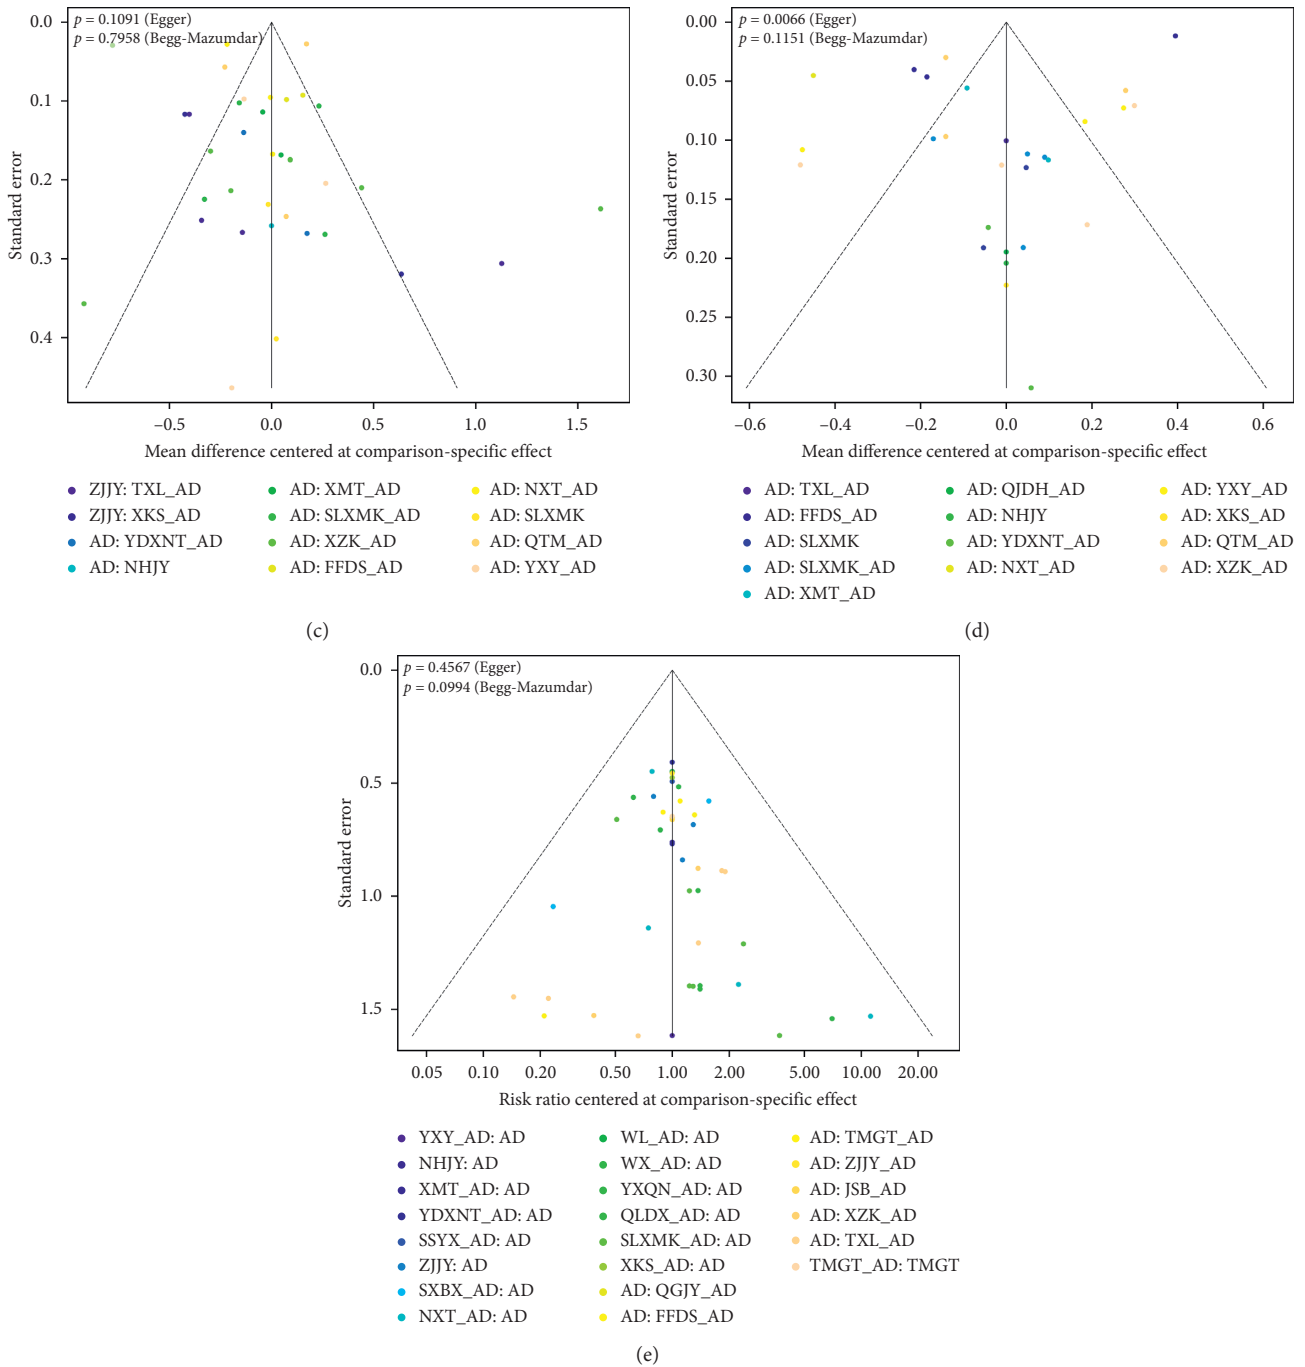 p = 0.1091 (Egger)
p = 0.7958 (Begg-Mazumdar)
0.0
0.1
0.2
0.3
0.4
Standard error
−0.5
0.0
0.5
1.0
1.5
Mean difference centered at comparison-specific effect
ZJJY: TXL_AD
ZJJY: XKS_AD
AD: YDXNT_AD
AD: NHJY
AD: XMT_AD
AD: SLXMK_AD
AD: XZK_AD
AD: FFDS_AD
AD: NXT_AD
AD: SLXMK
AD: QTM_AD
AD: YXY_AD
(c)
p = 0.0066 (Egger)
p = 0.1151 (Begg-Mazumdar)
0.00
0.05
0.10
0.15
0.20
0.25
0.30
Standard error
−0.6
−0.4
−0.2
0.0
0.2
0.4
0.6
Mean difference centered at comparison-specific effect
AD: TXL_AD
AD: FFDS_AD
AD: SLXMK
AD: SLXMK_AD
AD: XMT_AD
AD: QJDH_AD
AD: NHJY
AD: YDXNT_AD
AD: NXT_AD
AD: YXY_AD
AD: XKS_AD
AD: QTM_AD
AD: XZK_AD
(d)
p = 0.4567 (Egger)
p = 0.0994 (Begg-Mazumdar)
0.0
0.5
1.0
1.5
Standard error
0.05
0.10
0.20
0.50
1.00
2.00
5.00
10.00
20.00
Risk ratio centered at comparison-specific effect
YXY_AD: AD
NHJY: AD
XMT_AD: AD
YDXNT_AD: AD
SSYX_AD: AD
ZJJY: AD
SXBX_AD: AD
NXT_AD: AD
WL_AD: AD
WX_AD: AD
YXQN_AD: AD
QLDX_AD: AD
SLXMK_AD: AD
XKS_AD: AD
AD: QGJY_AD
AD: FFDS_AD
AD: TMGT_AD
AD: ZJJY_AD
AD: JSB_AD
AD: XZK_AD
AD: TXL_AD
TMGT_AD: TMGT
(e)